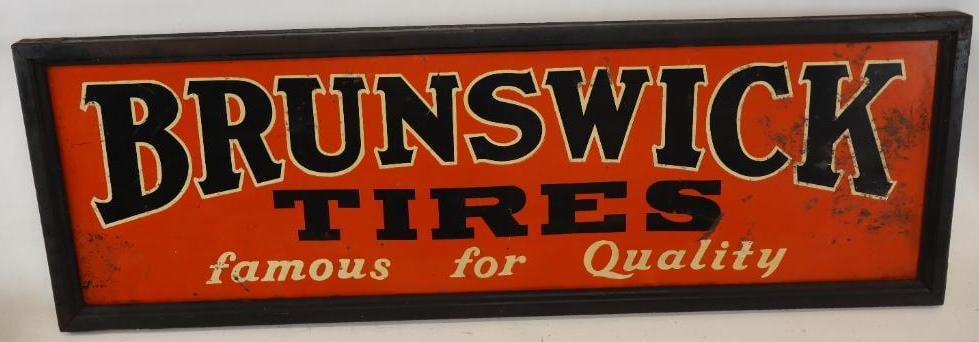 BRUNSWICK
TIRES
famous for Quality